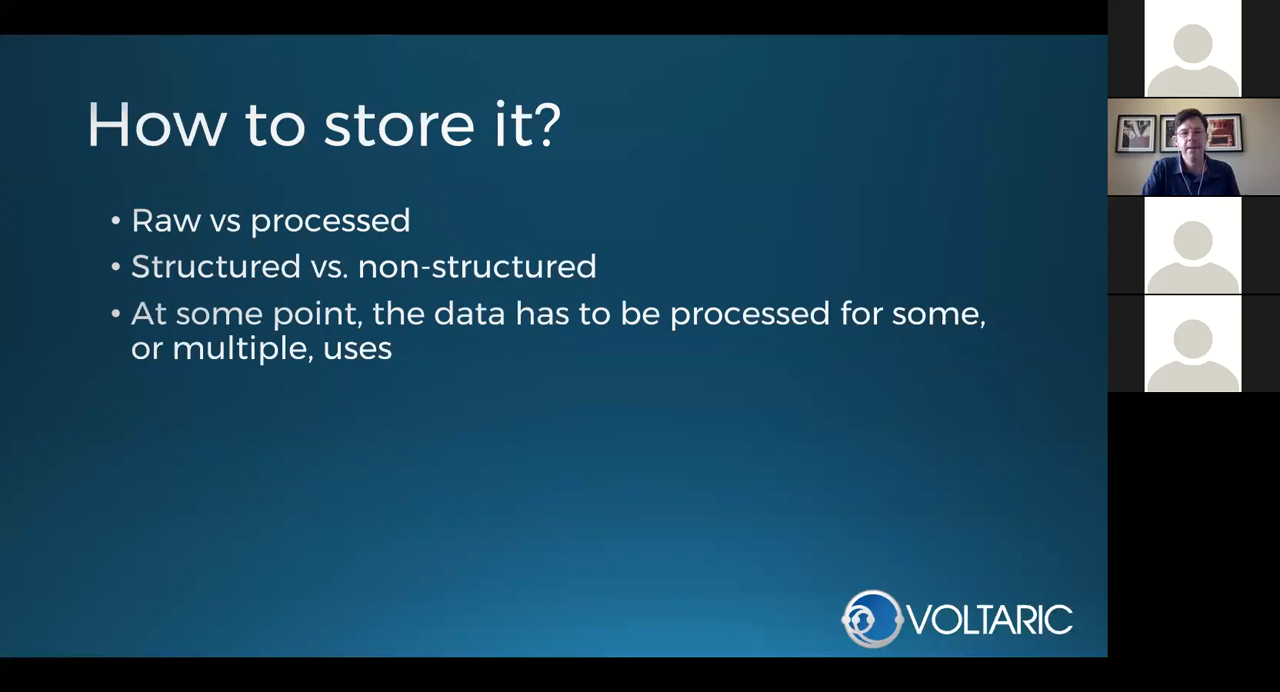 How to store it?
• Raw vs processed
• Structured vs. non-structured
• At some point, the data has to be processed for some,
or multiple, uses
VOLTARIC